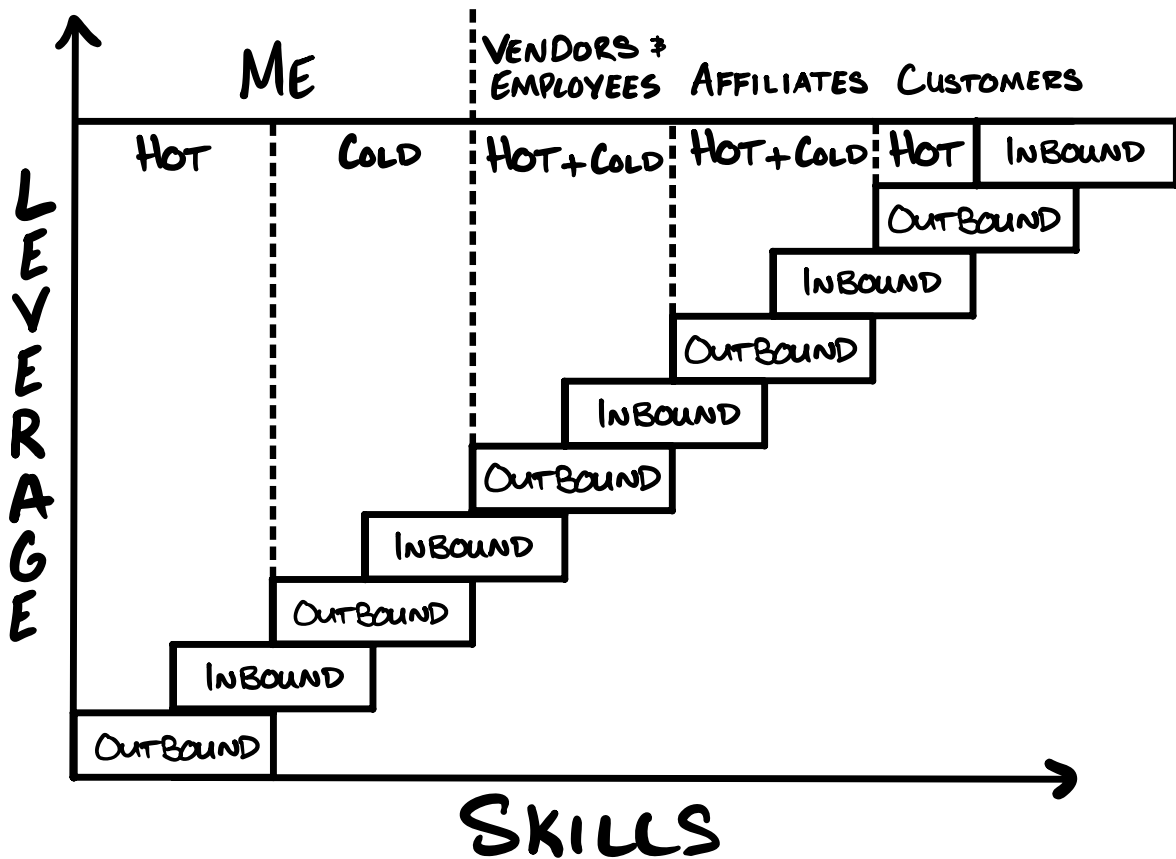 ME
VENDORS &
EMPLOYEES
AFFILIATES
CUSTOMERS
HOT
COLD
HOT + COLD
HOT + COLD
HOT
INBOUND
OUTBOUND
INBOUND
OUTBOUND
INBOUND
OUTBOUND
INBOUND
OUTBOUND
INBOUND
OUTBOUND
LEVERAGE
SKILLS